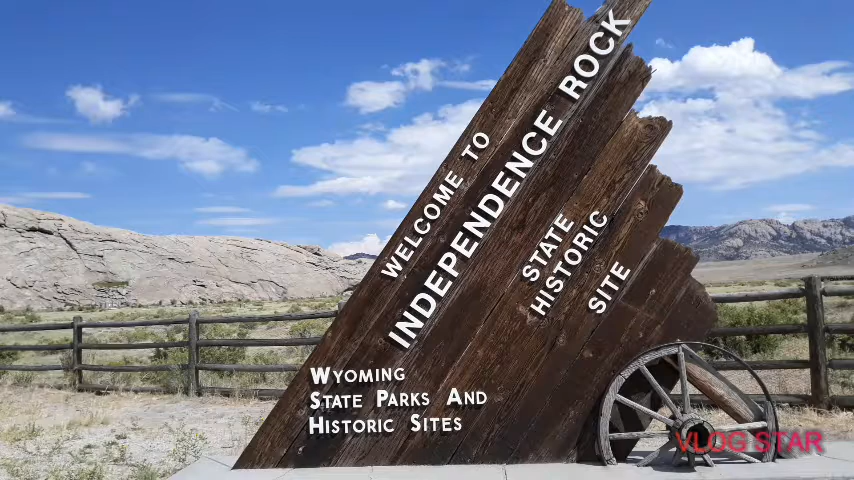 WELCOME TO
INDEPENDENCE ROCK
STATE
HISTORIC
SITE
WYOMING
STATE PARKS AND
HISTORIC SITES
VLOG STAR